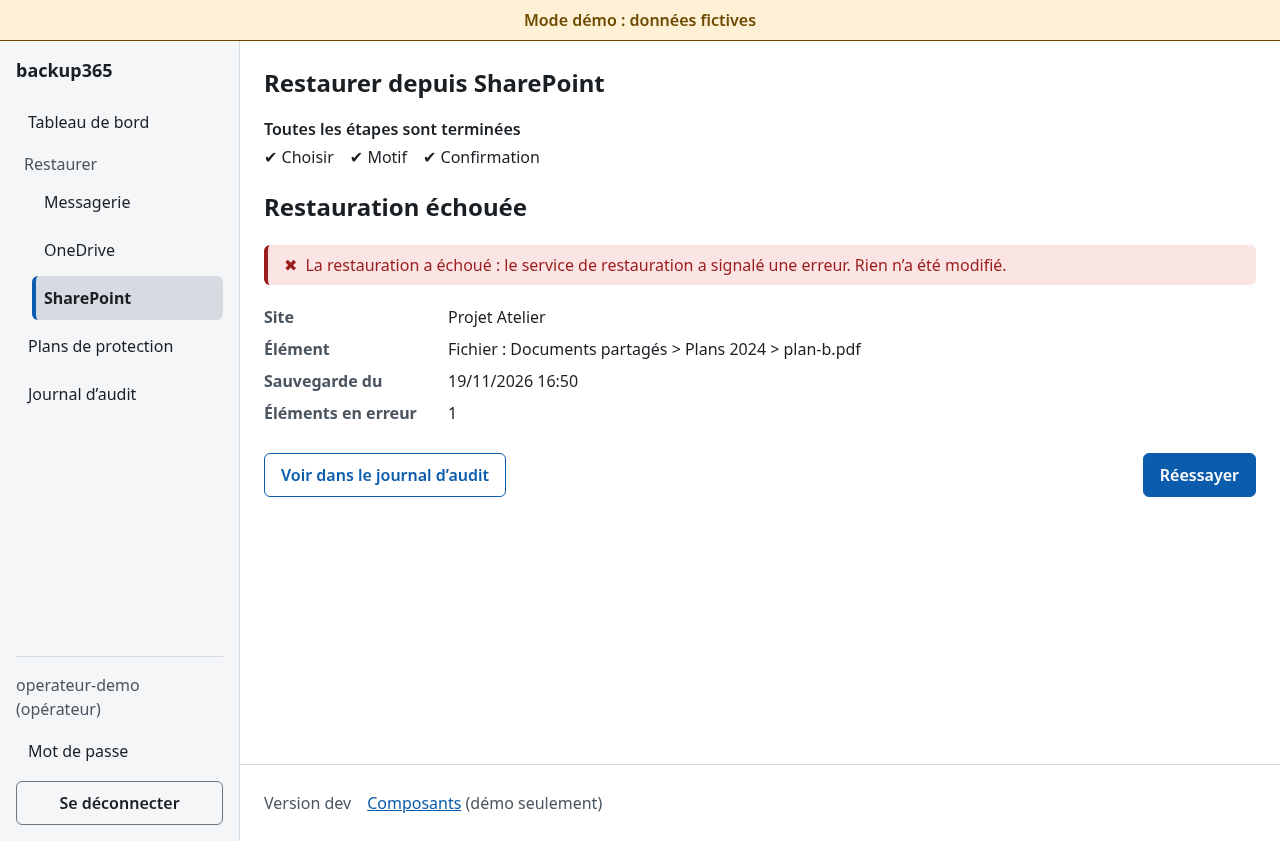 Mode démo : données fictives
backup365
Tableau de bord
Restaurer
Messagerie
OneDrive
SharePoint
Plans de protection
Journal d’audit
operateur-demo
(opérateur)
Mot de passe
Se déconnecter
Restaurer depuis SharePoint
Toutes les étapes sont terminées
✔ Choisir ✔ Motif ✔ Confirmation
Restauration échouée
✖ La restauration a échoué : le service de restauration a signalé une erreur. Rien n’a été modifié.
Site Projet Atelier
Élément Fichier : Documents partagés > Plans 2024 > plan-b.pdf
Sauvegarde du 19/11/2026 16:50
Éléments en erreur 1
Voir dans le journal d’audit Réessayer
Version dev Composants (démo seulement)